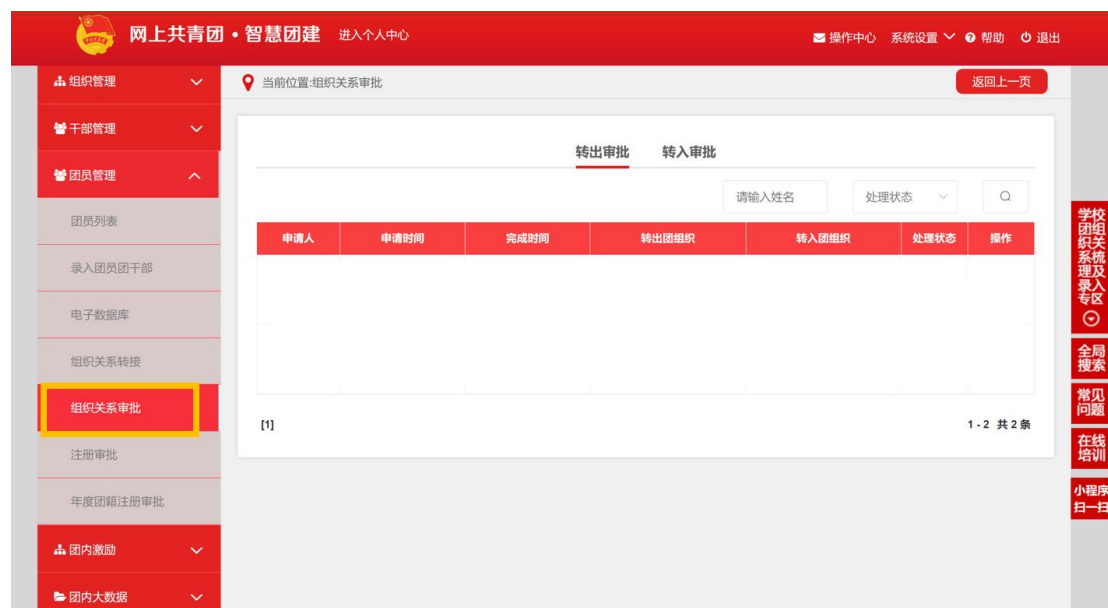 网上共青团·智慧团建 进入个人中心
操作中心 系统设置 帮助 退出
组织管理
干部管理
团员管理
团员列表
录入团员团干部
电子数据库
组织关系转接
组织关系审批
注册审批
年度团籍注册审批
团内激励
团内大数据
当前位置:组织关系审批
返回上一页
转出审批 转入审批
请输入姓名 处理状态
申请人 申请时间 完成时间 转出团组织 转入团组织 处理状态 操作
[1]
1-2 共2条
学校
团组
织关
系梳
理及
录入
专区
全局
搜索
常见
问题
在线
培训
小程序
扫一扫